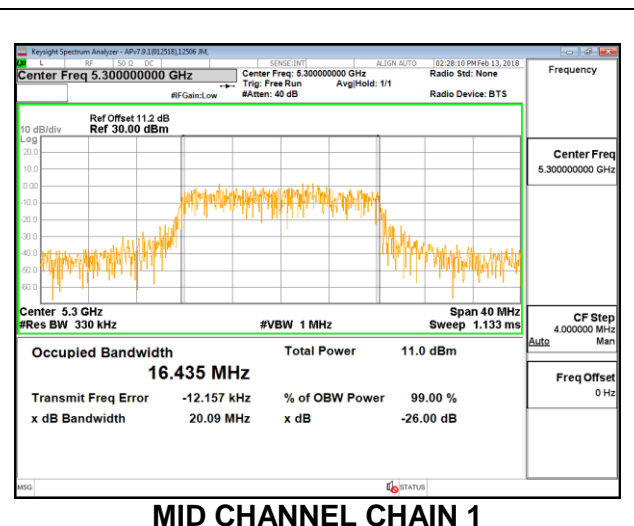 Keysight Spectrum Analyzer - APv7.9.1(012518),12506 JM,
L RF 50 Ω DC SENSE:INT ALIGN AUTO 02:28:10 PM Feb 13, 2018
Center Freq 5.300000000 GHz
Center Freq: 5.300000000 GHz
Radio Std: None
Trig: Free Run
Avg|Hold: 1/1
#IFGain:Low
#Atten: 40 dB
Radio Device: BTS
Frequency
Ref Offset 11.2 dB
10 dB/div Ref 30.00 dBm
Log
20.0
10.0
0.00
-10.0
-20.0
-30.0
-40.0
-50.0
-60.0
Center 5.3 GHz
Span 40 MHz
#Res BW 330 kHz
#VBW 1 MHz
Sweep 1.133 ms
Center Freq
5.300000000 GHz
CF Step
4.000000 MHz
Auto Man
Freq Offset
0 Hz
Occupied Bandwidth
16.435 MHz
Total Power 11.0 dBm
Transmit Freq Error -12.157 kHz
% of OBW Power 99.00 %
x dB Bandwidth 20.09 MHz
x dB -26.00 dB
MSG
STATUS
MID CHANNEL CHAIN 1